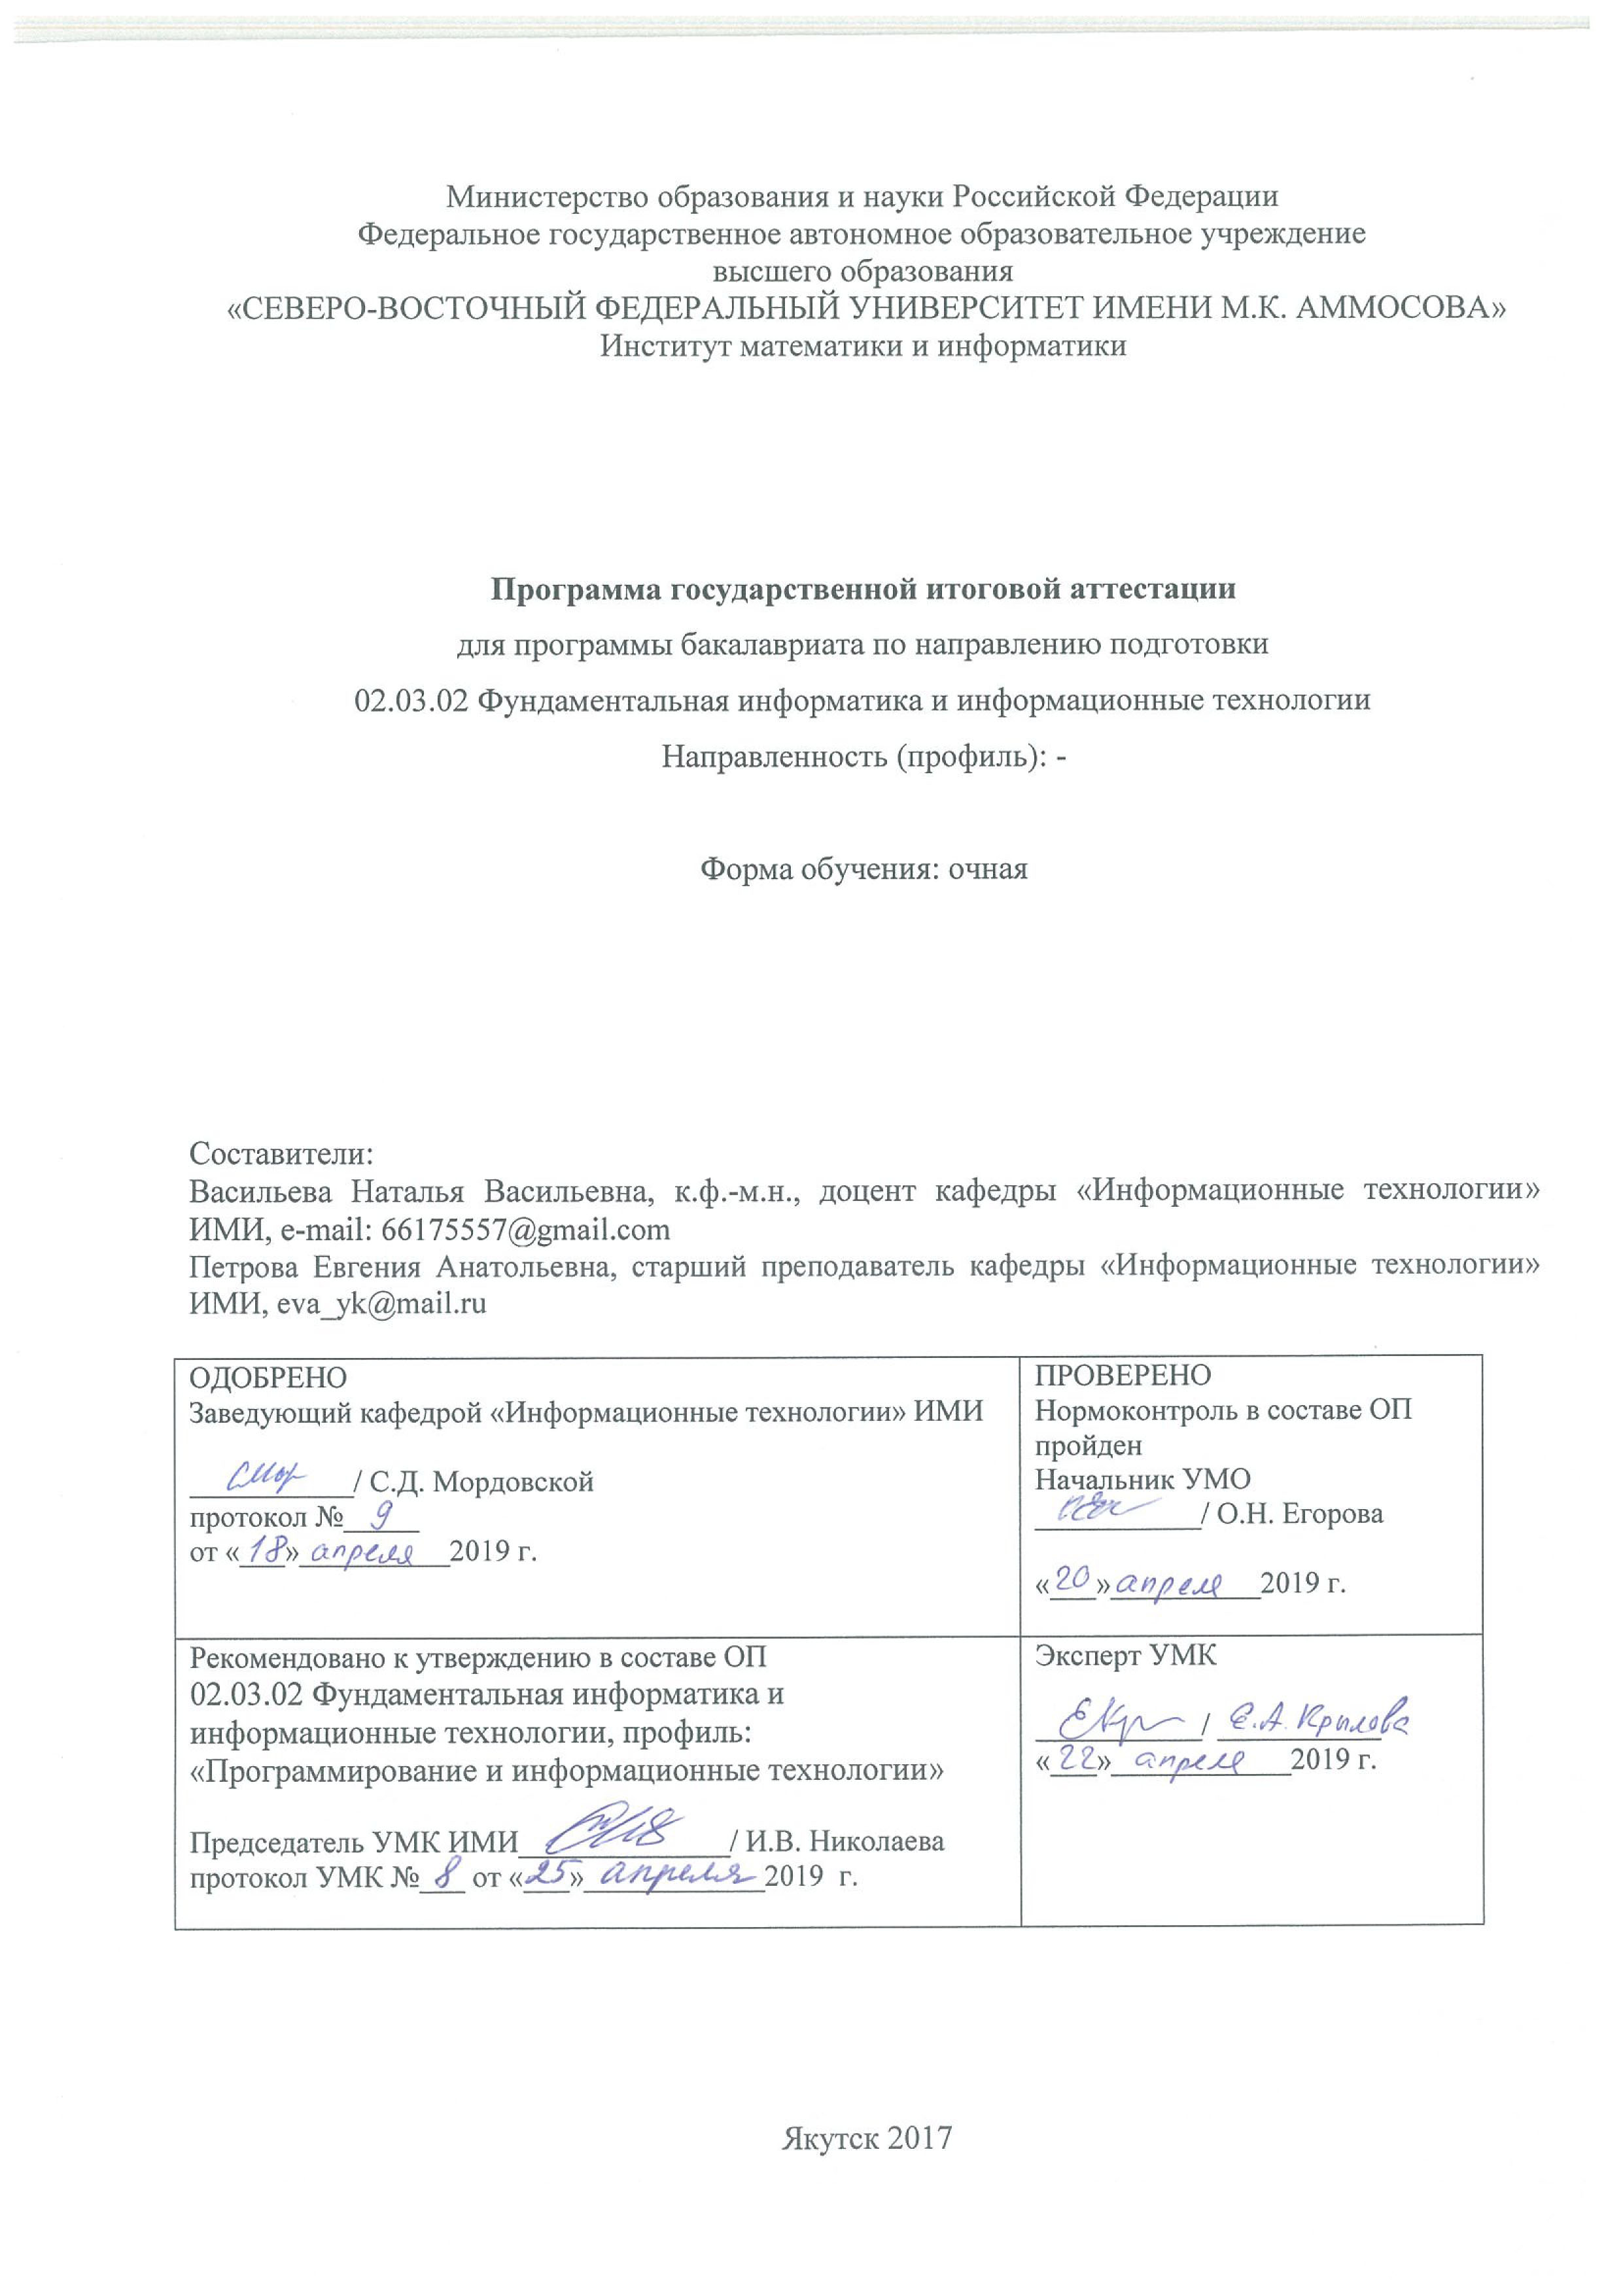 Министерство образования и науки Российской Федерации
Федеральное государственное автономное образовательное учреждение
высшего образования
«СЕВЕРО-ВОСТОЧНЫЙ ФЕДЕРАЛЬНЫЙ УНИВЕРСИТЕТ ИМЕНИ М.К. АММОСОВА»
Институт математики и информатики
Программа государственной итоговой аттестации
для программы бакалавриата по направлению подготовки
02.03.02 Фундаментальная информатика и информационные технологии
Направленность (профиль): -
Форма обучения: очная
Составители:
Васильева Наталья Васильевна, к.ф.-м.н., доцент кафедры «Информационные технологии»
ИМИ, e-mail: 66175557@gmail.com
Петрова Евгения Анатольевна, старший преподаватель кафедры «Информационные технологии»
ИМИ, eva_yk@mail.ru
ОДОБРЕНО
Заведующий кафедрой «Информационные технологии» ИМИ
/ С.Д. Мордовской
протокол № 9
от «18» апреля 2019 г.
ПРОВЕРЕНО
Нормоконтроль в составе ОП
пройден
Начальник УМО
/ О.Н. Егорова
«20» апреля 2019 г.
Рекомендовано к утверждению в составе ОП
02.03.02 Фундаментальная информатика и
информационные технологии, профиль:
«Программирование и информационные технологии»
Председатель УМК ИМИ / И.В. Николаева
протокол УМК № 8 от «25» апреля 2019 г.
Эксперт УМК
/ Е.А. Крылова
«22» апреля 2019 г.
Якутск 2017